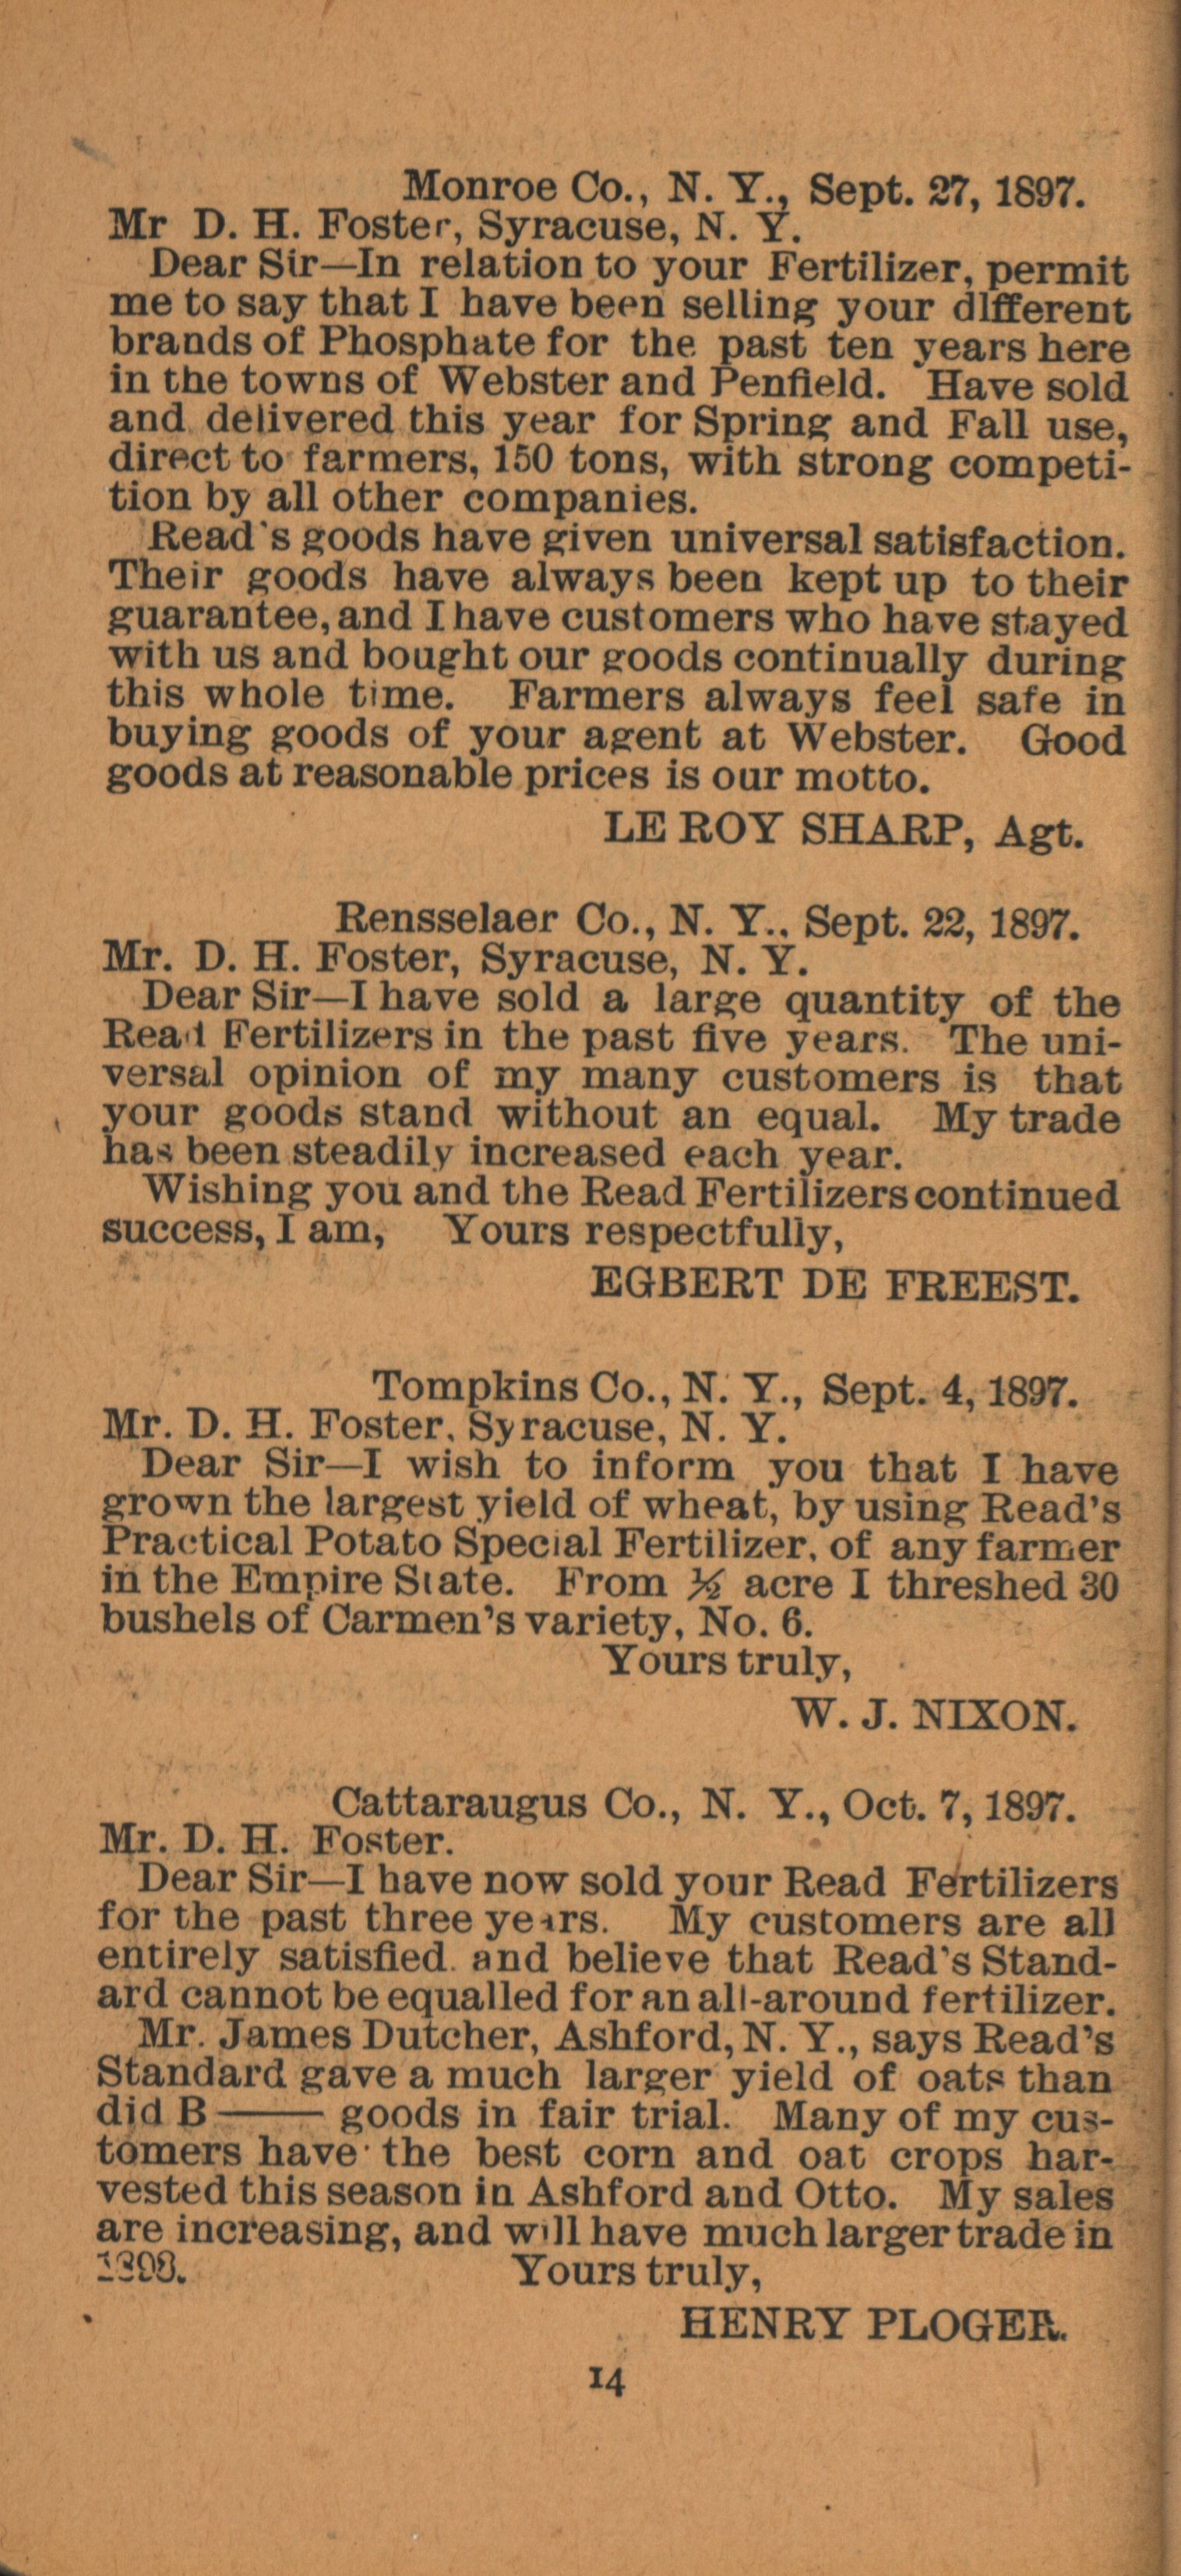 Monroe Co., N. Y., Sept. 27, 1897.
Mr D. H. Foster, Syracuse, N. Y.
Dear Sir—In relation to your Fertilizer, permit
me to say that I have been selling your dlfferent
brands of Phosphate for the past ten years here
in the towns of Webster and Penfield. Have sold
and delivered this year for Spring and Fall use,
direct to farmers, 150 tons, with strong competi-
tion by all other companies.
Read's goods have given universal satisfaction.
Their goods have always been kept up to their
guarantee, and I have customers who have stayed
with us and bought our goods continually during
this whole time. Farmers always feel safe in
buying goods of your agent at Webster. Good
goods at reasonable prices is our motto.
LE ROY SHARP, Agt.
Rensselaer Co., N. Y., Sept. 22, 1897.
Mr. D. H. Foster, Syracuse, N. Y.
Dear Sir—I have sold a large quantity of the
Read Fertilizers in the past five years. The uni-
versal opinion of my many customers is that
your goods stand without an equal. My trade
has been steadily increased each year.
Wishing you and the Read Fertilizers continued
success, I am, Yours respectfully,
EGBERT DE FREEST.
Tompkins Co., N. Y., Sept. 4, 1897.
Mr. D. H. Foster, Syracuse, N. Y.
Dear Sir—I wish to inform you that I have
grown the largest yield of wheat, by using Read's
Practical Potato Special Fertilizer, of any farmer
in the Empire State. From ½ acre I threshed 30
bushels of Carmen's variety, No. 6.
Yours truly,
W. J. NIXON.
Cattaraugus Co., N. Y., Oct. 7, 1897.
Mr. D. H. Foster.
Dear Sir—I have now sold your Read Fertilizers
for the past three years. My customers are all
entirely satisfied. and believe that Read's Stand-
ard cannot be equalled for an all-around fertilizer.
Mr. James Dutcher, Ashford, N. Y., says Read's
Standard gave a much larger yield of oats than
did B—— goods in fair trial. Many of my cus-
tomers have the best corn and oat crops har-
vested this season in Ashford and Otto. My sales
are increasing, and will have much larger trade in
1898. Yours truly,
HENRY PLOGER.
14